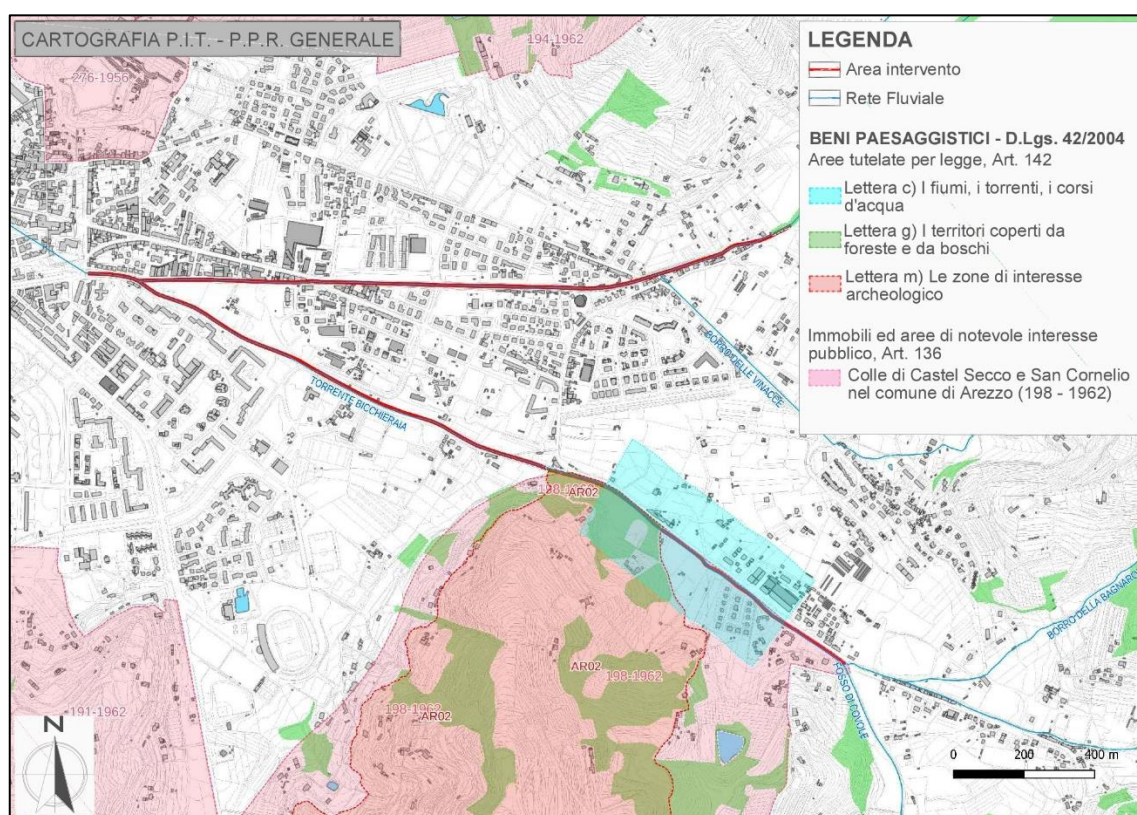 CARTOGRAFIA P.I.T. - P.P.R. GENERALE
194-1962
276-1956
LEGENDA
Area intervento
Rete Fluviale
BENI PAESAGGISTICI - D.Lgs. 42/2004
Aree tutelate per legge, Art. 142
Lettera c) I fiumi, i torrenti, i corsi
d'acqua
Lettera g) I territori coperti da
foreste e da boschi
Lettera m) Le zone di interesse
archeologico
Immobili ed aree di notevole interesse
pubblico, Art. 136
Colle di Castel Secco e San Cornelio
nel comune di Arezzo (198 - 1962)
BORRO DELLE VINACCE
TORRENTE BICCHIERAIA
198-1962
AR02
BORRO DELLA BAGNARO
AR02
198-1962
FOSSO DI COVOLE
198-1962
AR02
191-1962
N
0 200 400 m